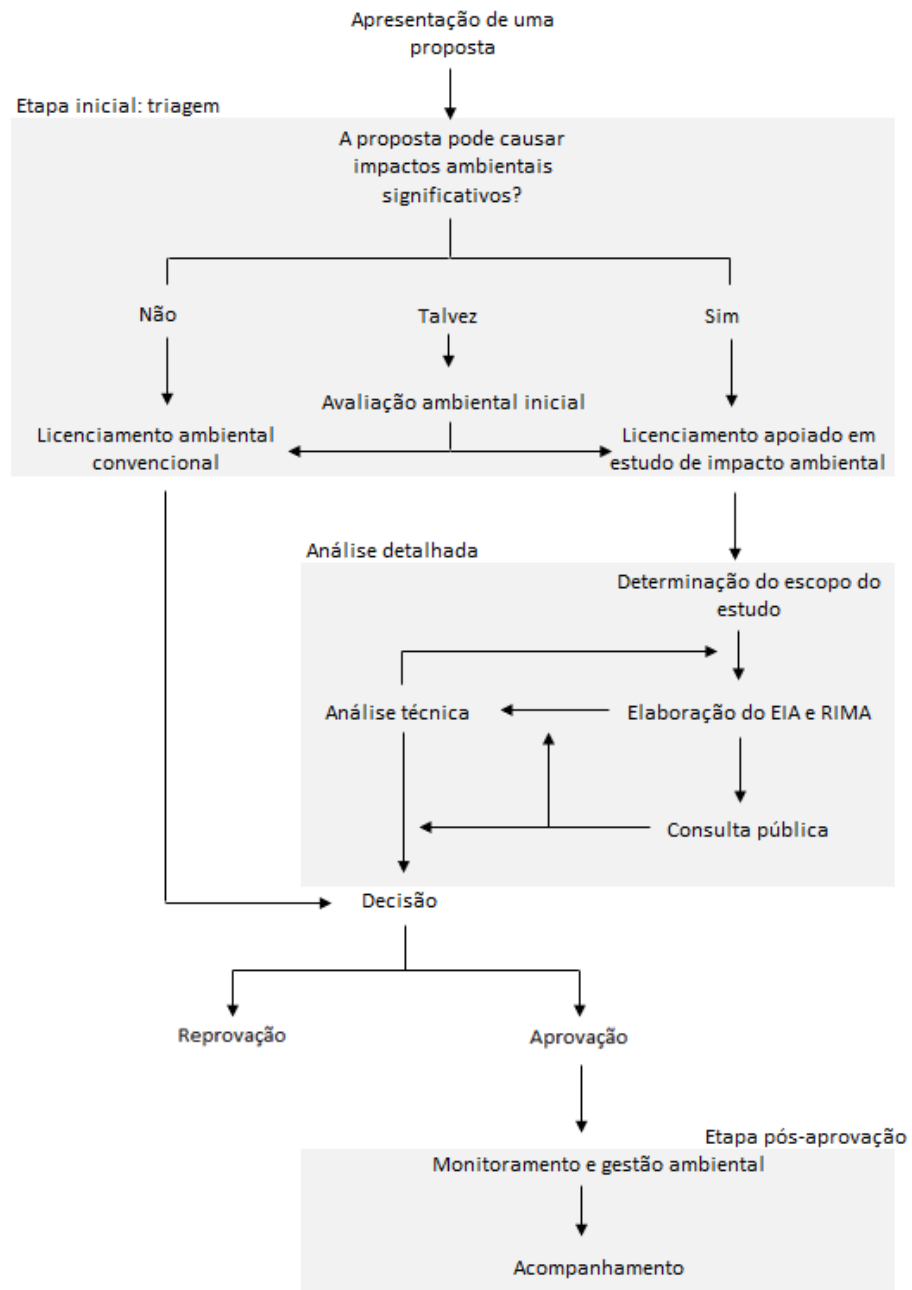 Apresentação de uma
proposta
Etapa inicial: triagem
A proposta pode causar
impactos ambientais
significativos?
Não
Talvez
Sim
Avaliação ambiental inicial
Licenciamento ambiental
convencional
Licenciamento apoiado em
estudo de impacto ambiental
Análise detalhada
Determinação do escopo do
estudo
Análise técnica
Elaboração do EIA e RIMA
Consulta pública
Decisão
Reprovação
Aprovação
Etapa pós-aprovação
Monitoramento e gestão ambiental
Acompanhamento